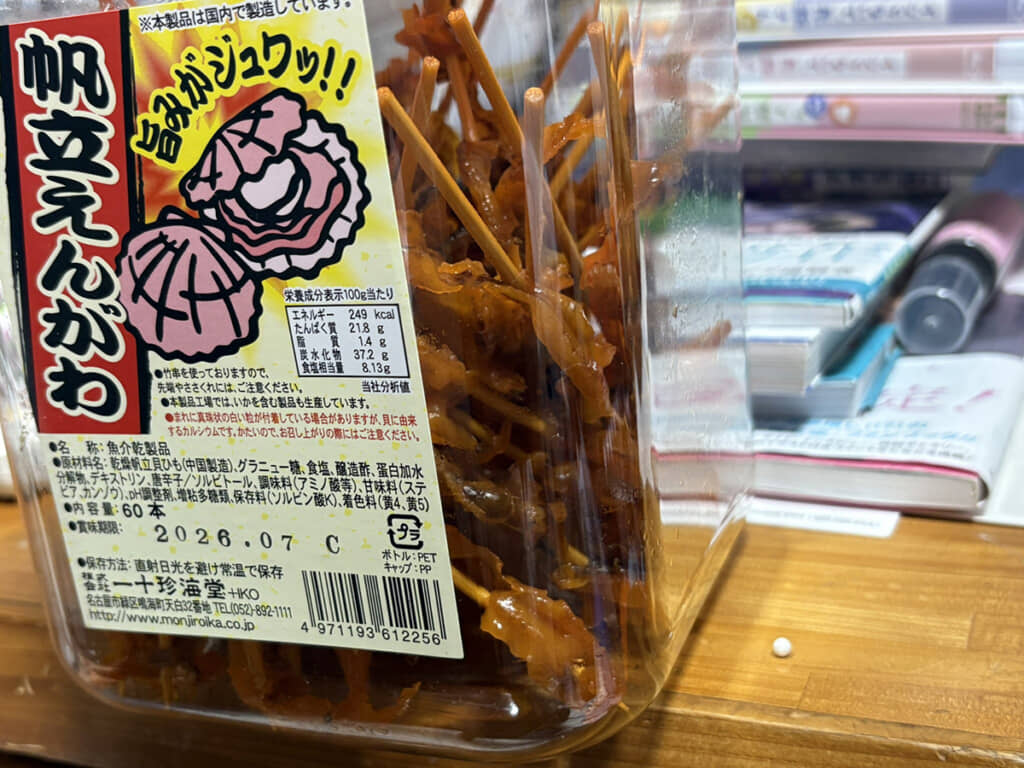 ※本製品は国内で製造しています。
帆立えんがわ
旨みがジュワッ!!
栄養成分表示100g当たり
エネルギー 249 kcal
たんぱく質 21.8 g
脂質 1.4 g
炭水化物 37.2 g
食塩相当量 8.13g
当社分析値
●竹串を使っておりますので、
先端やささくれには、ご注意ください。
●本製品工場では、いかを含む製品も生産しています。
●まれに真珠状の白い粒が付着している場合がありますが、貝に由来
するカルシウムです。かたいので、お召し上がりの際にはご注意ください。
●名 称:魚介乾製品
●原材料名:乾燥帆立貝ひも(中国製造)、グラニュー糖、食塩、醸造酢、蛋白加水
分解物、デキストリン、唐辛子/ソルビトール、調味料(アミノ酸等)、甘味料(ステ
ビア、カンゾウ)、pH調整剤、増粘多糖類、保存料(ソルビン酸K)、着色料(黄4、黄5)
●内容量:60本
●賞味期限:
2026.07 C
プラ
ボトル:PET
キャップ:PP
●保存方法:直射日光を避け常温で保存
株式会社 一十珍海堂 +IKO
名古屋市緑区鳴海町天白32番地 TEL(052)-892-1111
http://www.monjiroika.co.jp
4 971193 612256